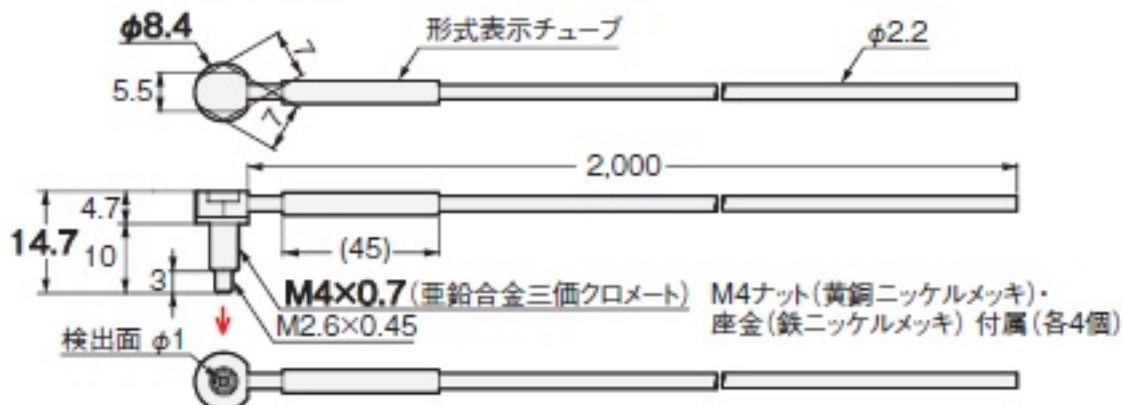 φ8.4
7
形式表示チューブ
φ2.2
5.5
7
2,000
4.7
14.7
10
(45)
3
M4×0.7(亜鉛合金三価クロメート)
M4ナット(黄銅ニッケルメッキ)・
M2.6×0.45
座金(鉄ニッケルメッキ)付属(各4個)
検出面 φ1